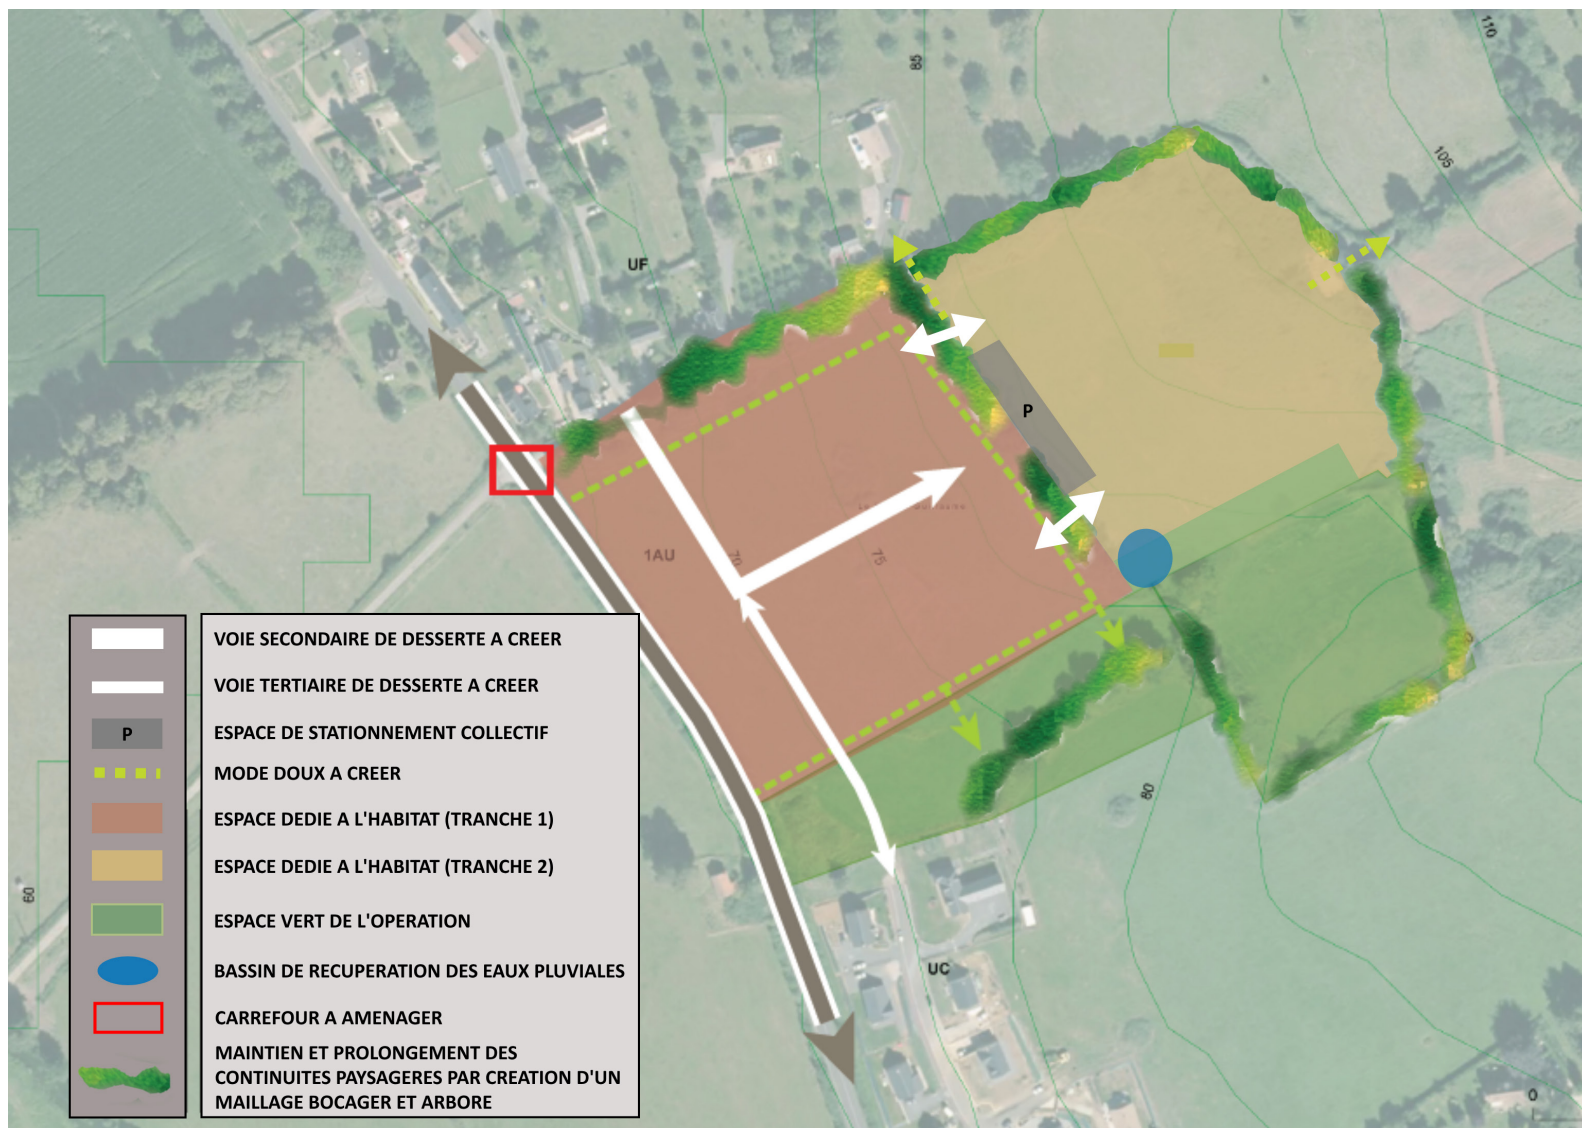 110
85
105
UF
P
1AU
70
75
VOIE SECONDAIRE DE DESSERTE A CREER
VOIE TERTIAIRE DE DESSERTE A CREER
P
ESPACE DE STATIONNEMENT COLLECTIF
MODE DOUX A CREER
ESPACE DEDIE A L'HABITAT (TRANCHE 1)
ESPACE DEDIE A L'HABITAT (TRANCHE 2)
ESPACE VERT DE L'OPERATION
BASSIN DE RECUPERATION DES EAUX PLUVIALES
CARREFOUR A AMENAGER
MAINTIEN ET PROLONGEMENT DES
CONTINUITES PAYSAGERES PAR CREATION D'UN
MAILLAGE BOCAGER ET ARBORE
80
60
UC
0